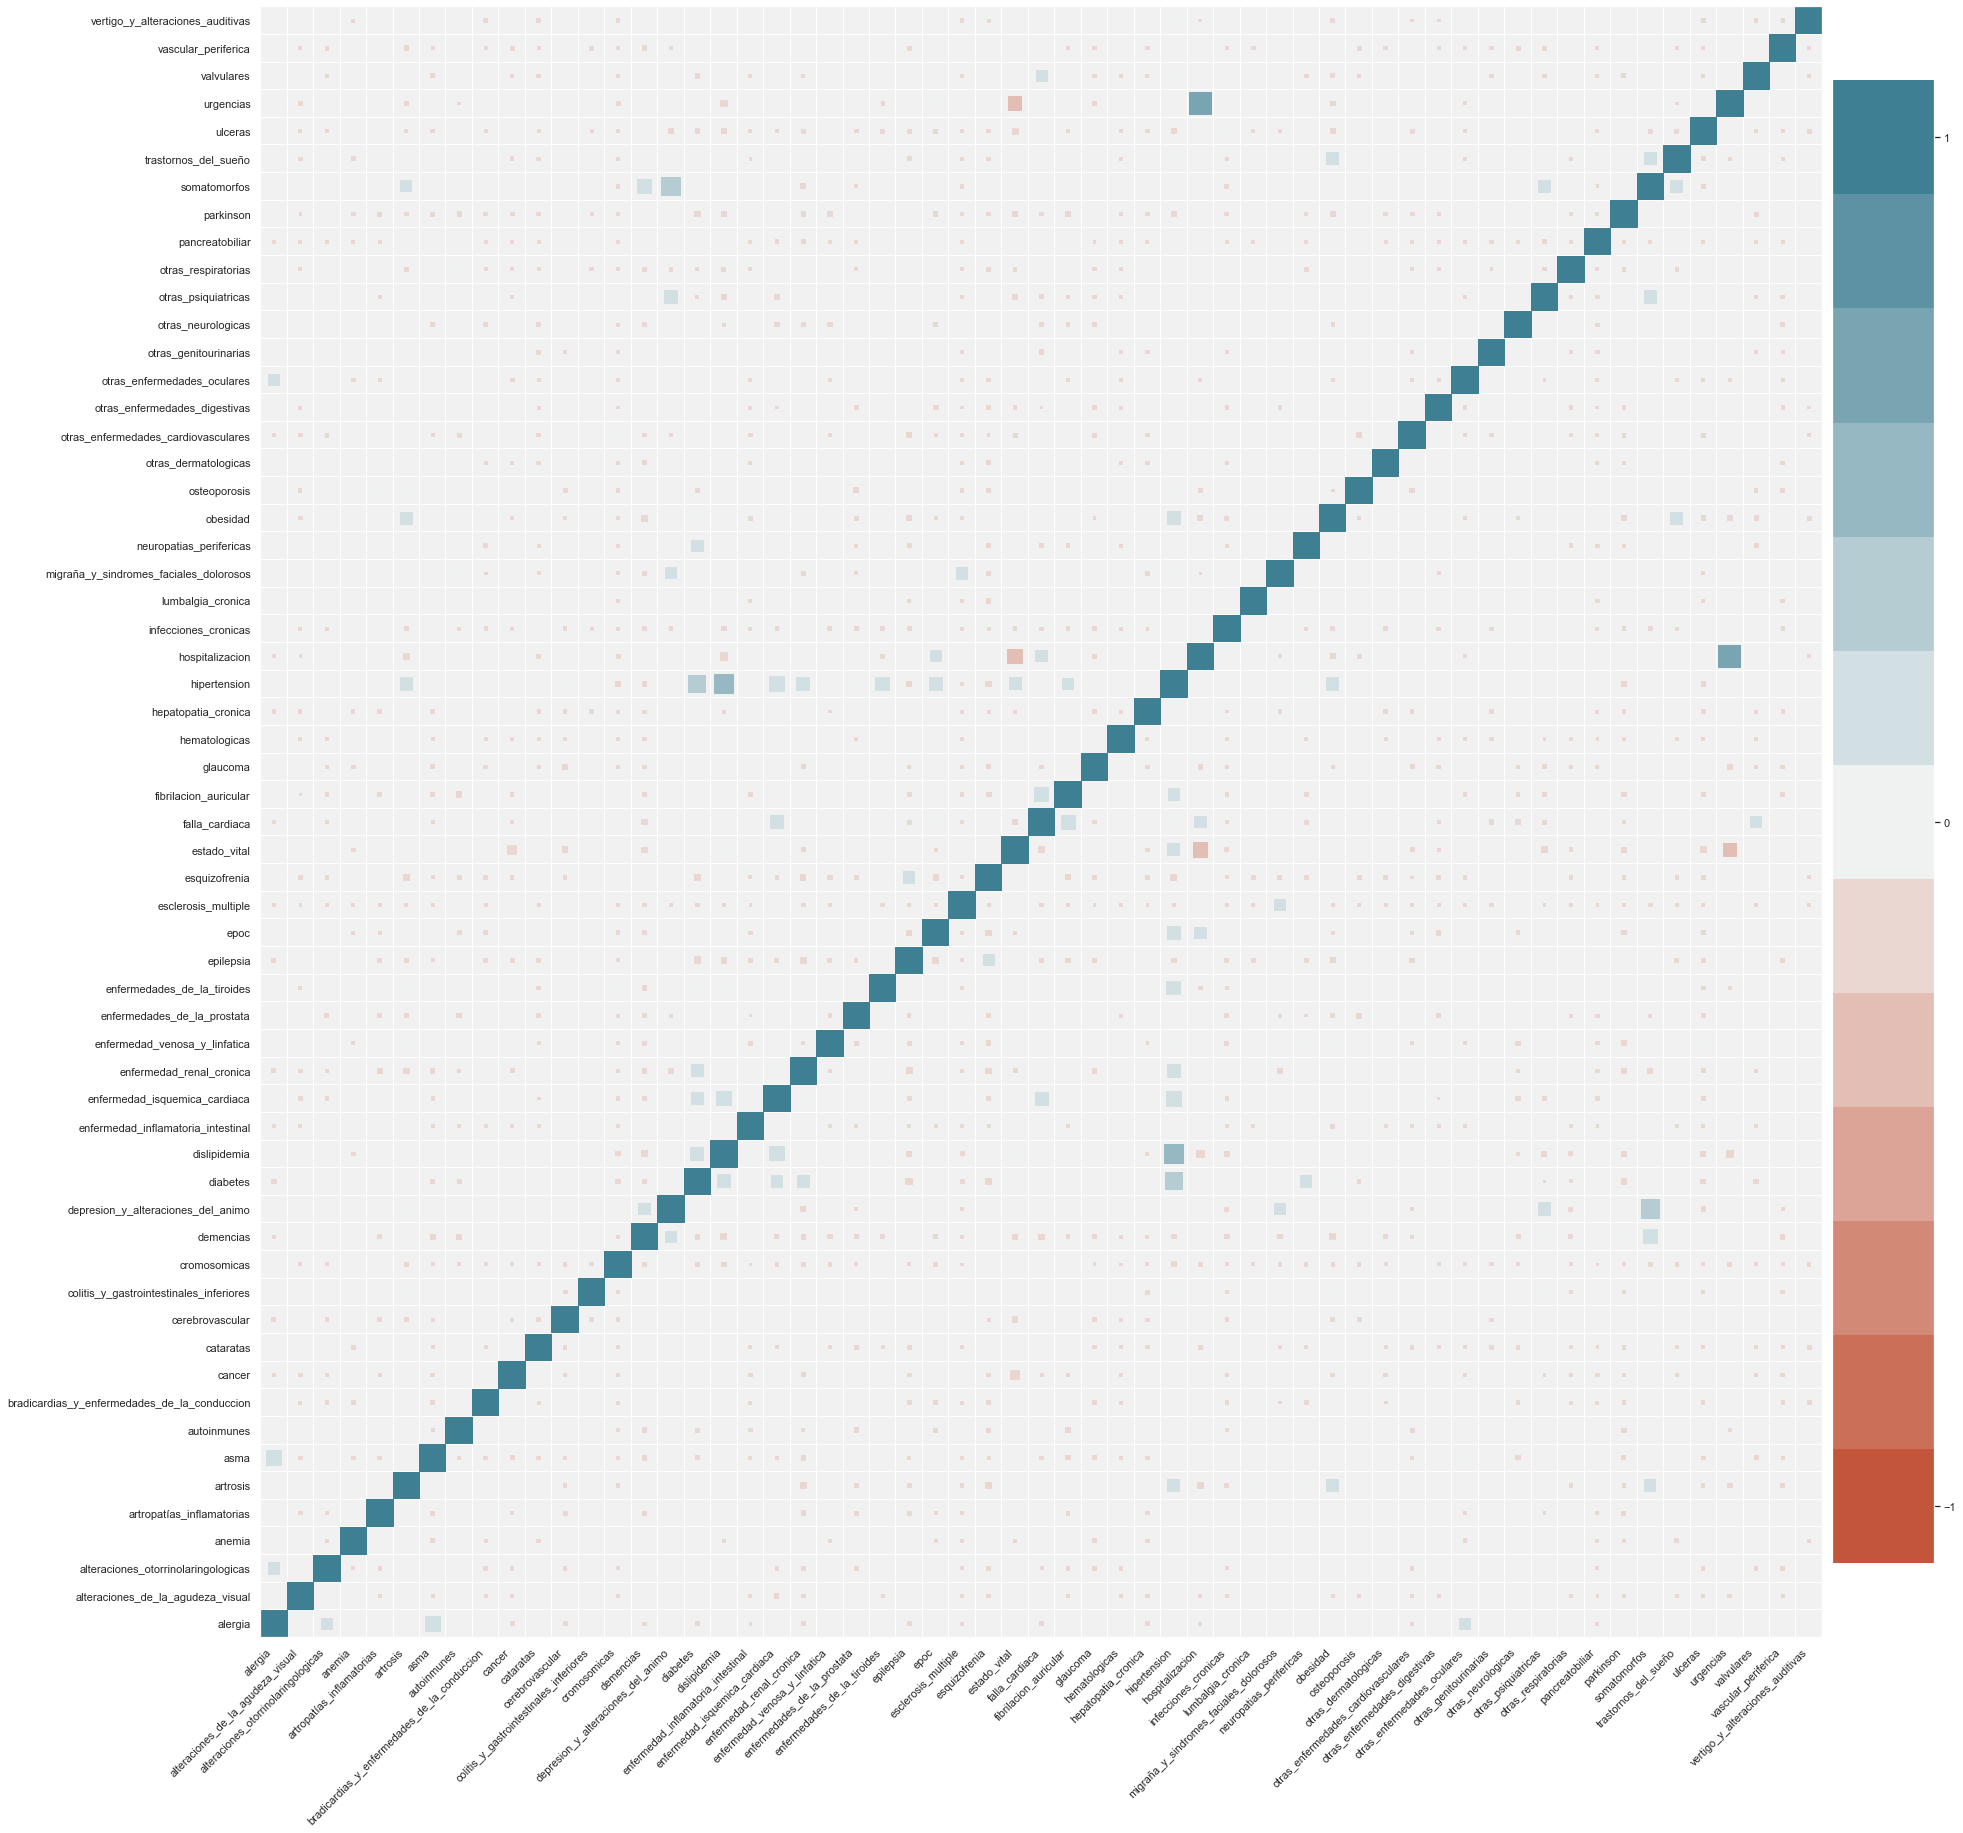 vertigo_y_alteraciones_auditivas
vascular_periferica
valvulares
urgencias
ulceras
trastornos_del_sueño
somatomorfos
parkinson
pancreatobiliar
otras_respiratorias
otras_psiquiatricas
otras_neurologicas
otras_genitourinarias
otras_enfermedades_oculares
otras_enfermedades_digestivas
otras_enfermedades_cardiovasculares
otras_dermatologicas
osteoporosis
obesidad
neuropatias_perifericas
migraña_y_sindromes_faciales_dolorosos
lumbalgia_cronica
infecciones_cronicas
hospitalizacion
hipertension
hepatopatia_cronica
hematologicas
glaucoma
fibrilacion_auricular
falla_cardiaca
estado_vital
esquizofrenia
esclerosis_multiple
epoc
epilepsia
enfermedades_de_la_tiroides
enfermedades_de_la_prostata
enfermedad_venosa_y_linfatica
enfermedad_renal_cronica
enfermedad_isquemica_cardiaca
enfermedad_inflamatoria_intestinal
dislipidemia
diabetes
depresion_y_alteraciones_del_animo
demencias
cromosomicas
colitis_y_gastrointestinales_inferiores
cerebrovascular
cataratas
cancer
bradicardias_y_enfermedades_de_la_conduccion
autoinmunes
asma
artrosis
artropatías_inflamatorias
anemia
alteraciones_otorrinolaringologicas
alteraciones_de_la_agudeza_visual
alergia
alergia
alteraciones_de_la_agudeza_visual
alteraciones_otorrinolaringologicas
anemia
artropatías_inflamatorias
artrosis
asma
autoinmunes
bradicardias_y_enfermedades_de_la_conduccion
cancer
cataratas
cerebrovascular
colitis_y_gastrointestinales_inferiores
cromosomicas
demencias
depresion_y_alteraciones_del_animo
diabetes
dislipidemia
enfermedad_inflamatoria_intestinal
enfermedad_isquemica_cardiaca
enfermedad_renal_cronica
enfermedad_venosa_y_linfatica
enfermedades_de_la_prostata
enfermedades_de_la_tiroides
epilepsia
epoc
esclerosis_multiple
esquizofrenia
estado_vital
falla_cardiaca
fibrilacion_auricular
glaucoma
hematologicas
hepatopatia_cronica
hipertension
hospitalizacion
infecciones_cronicas
lumbalgia_cronica
migraña_y_sindromes_faciales_dolorosos
neuropatias_perifericas
obesidad
osteoporosis
otras_dermatologicas
otras_enfermedades_cardiovasculares
otras_enfermedades_digestivas
otras_enfermedades_oculares
otras_genitourinarias
otras_neurologicas
otras_psiquiatricas
otras_respiratorias
pancreatobiliar
parkinson
somatomorfos
trastornos_del_sueño
ulceras
urgencias
valvulares
vascular_periferica
vertigo_y_alteraciones_auditivas
1
0
−1